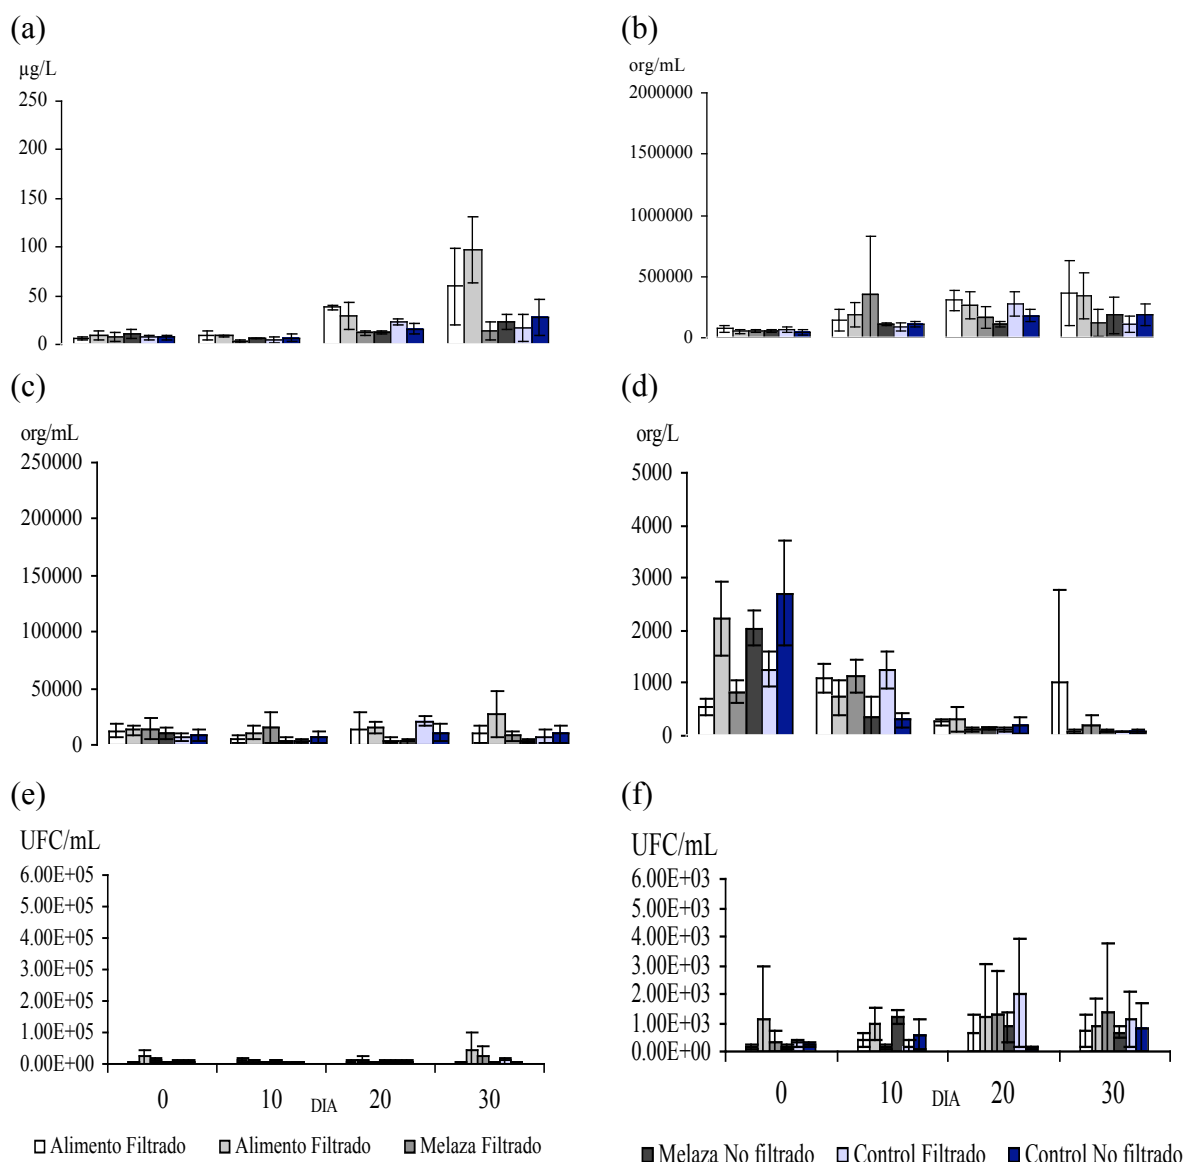 (a)
µg/L
250
200
150
100
50
0
(b)
org/mL
2000000
1500000
1000000
500000
0
(c)
org/mL
250000
200000
150000
100000
50000
0
(d)
org/L
5000
4000
3000
2000
1000
0
(e)
UFC/mL
6.00E+05
5.00E+05
4.00E+05
3.00E+05
2.00E+05
1.00E+05
0.00E+00
0 10 DIA 20 30
(f)
UFC/mL
6.00E+03
5.00E+03
4.00E+03
3.00E+03
2.00E+03
1.00E+03
0.00E+00
0 10 DIA 20 30
Alimento Filtrado Alimento Filtrado Melaza Filtrado
Melaza No filtrado Control Filtrado Control No filtrado